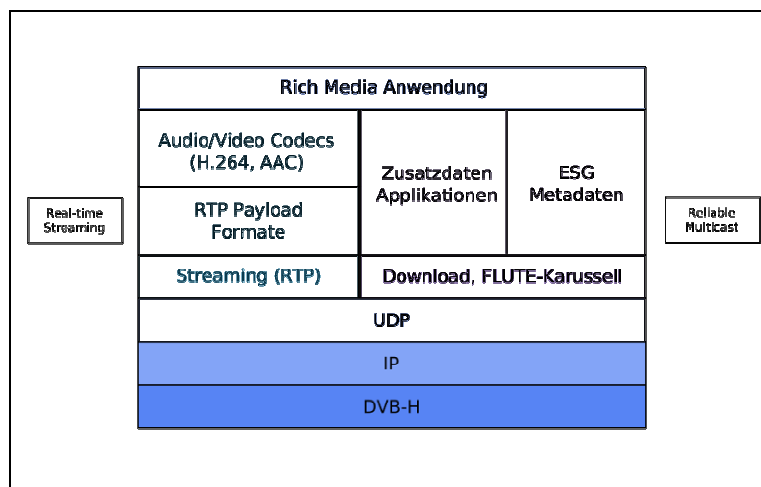 Rich Media Anwendung
Audio/Video Codecs
(H.264, AAC)
Zusatzdaten
Applikationen
ESG
Metadaten
Real-time
Streaming
RTP Payload
Formate
Reliable
Multicast
Streaming (RTP)
Download, FLUTE-Karussell
UDP
IP
DVB-H